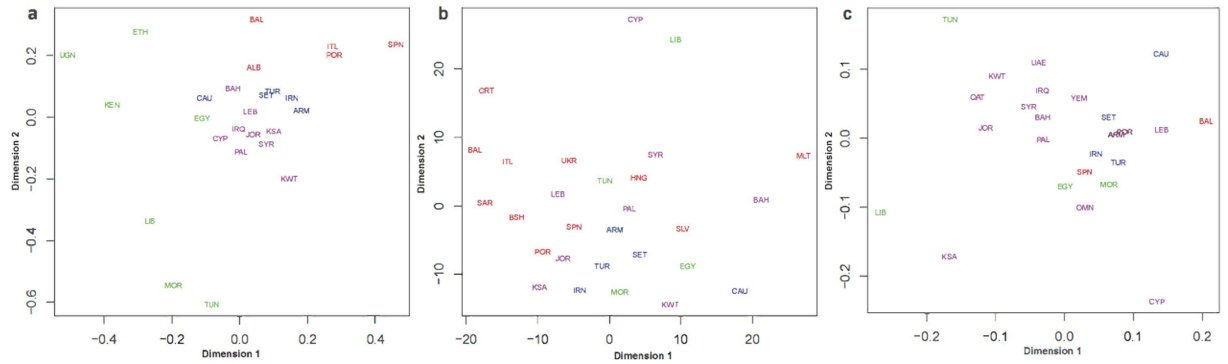 a
BAL
ETH
ITL
SPN
UGN
POR
0.2
ALB
BAH
TUR
SET
CAU
IRN
KEN
LEB
ARM
0.0
EGY
IRQ
KSA
CYP
JOR
SYR
PAL
−0.2
KWT
LIB
−0.4
MOR
−0.6
TUN
Dimension 2
−0.4
−0.2
0.0
0.2
0.4
Dimension 1
b
CYP
LIB
20
CRT
10
BAL
SYR
MLT
ITL
UKR
TUN
HNG
LEB
BAH
SAR
PAL
0
BSH
SPN
ARM
SLV
POR
SET
JOR
TUR
EGY
−10
KSA
IRN
MOR
CAU
KWT
Dimension 2
−20
−10
0
10
20
Dimension 1
c
TUN
CAU
UAE
0.1
KWT
QAT
IRQ
YEM
SYR
BAH
SET
BAL
JOR
LEB
POR
ARM
0.0
PAL
IRN
TUR
SPN
EGY
MOR
−0.1
LIB
OMN
KSA
−0.2
CYP
Dimension 2
−0.2
−0.1
0.0
0.1
0.2
Dimension 1